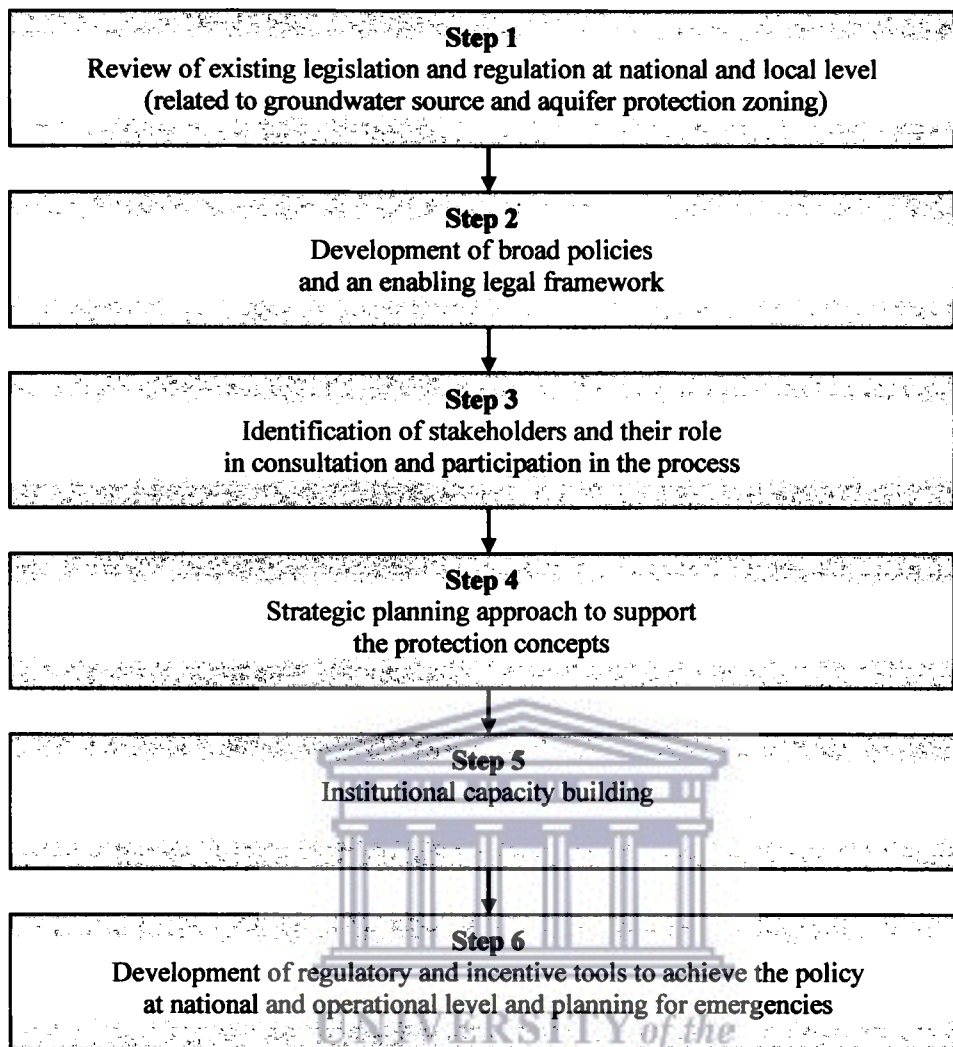 Step 1
Review of existing legislation and regulation at national and local level
(related to groundwater source and aquifer protection zoning)
Step 2
Development of broad policies
and an enabling legal framework
Step 3
Identification of stakeholders and their role
in consultation and participation in the process
Step 4
Strategic planning approach to support
the protection concepts
Step 5
Institutional capacity building
Step 6
Development of regulatory and incentive tools to achieve the policy
at national and operational level and planning for emergencies
UNIVERSITY of the